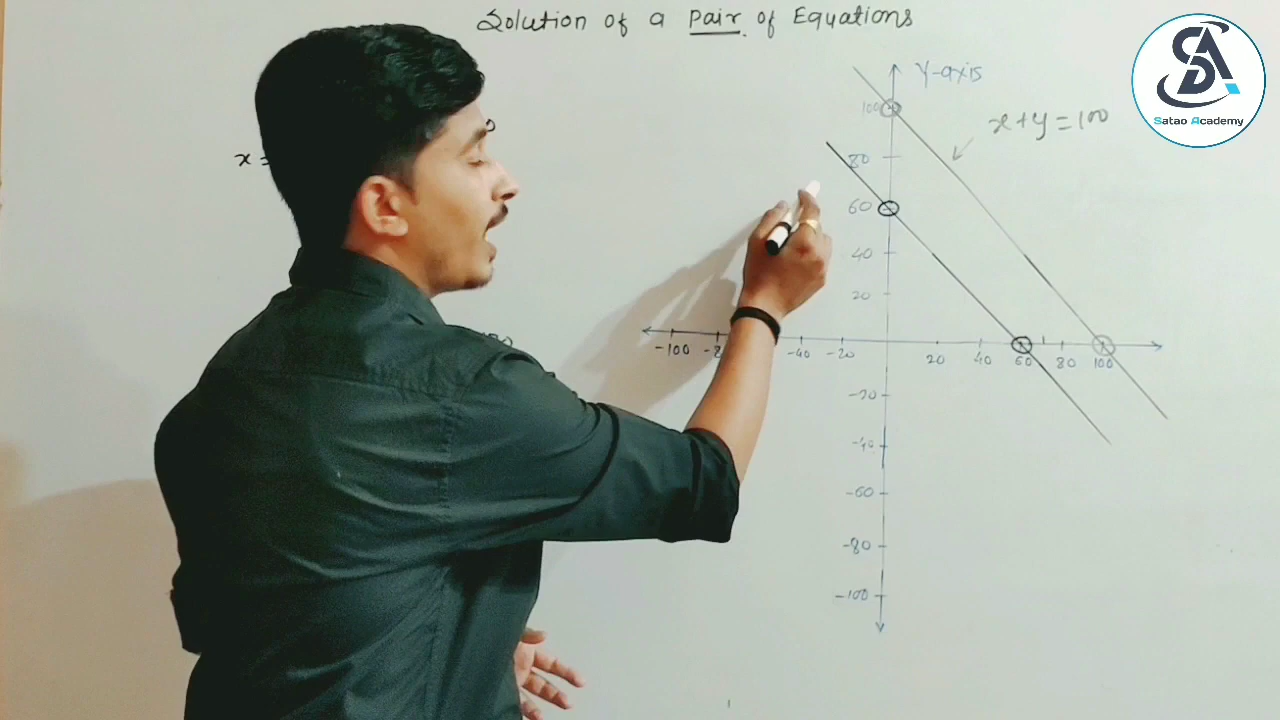 Solution of a Pair of Equations
SA
Satao Academy
Y-axis
100
x+y=100
x=
80
60
40
20
-100 -40 -20 20 40 60 80 100
-20
-40
-60
-80
-100